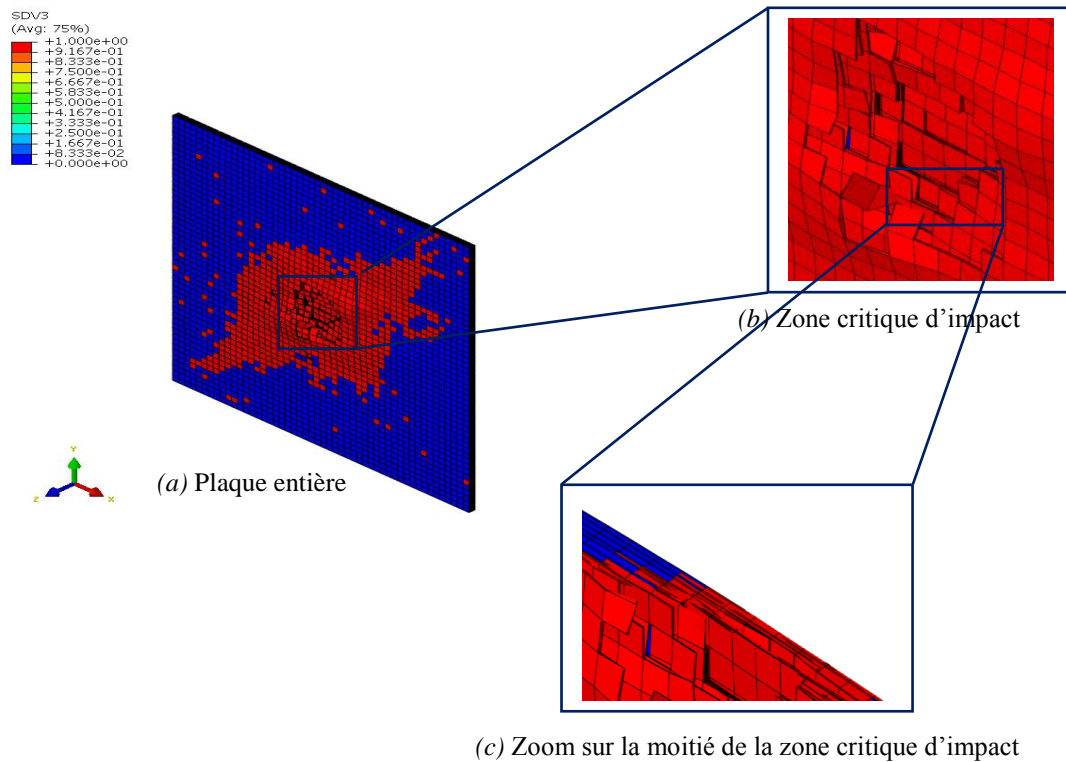 SDV3
(Avg: 75%)
+1.000e+00
+9.167e-01
+8.333e-01
+7.500e-01
+6.667e-01
+5.833e-01
+5.000e-01
+4.167e-01
+3.333e-01
+2.500e-01
+1.667e-01
+8.333e-02
+0.000e+00
(b) Zone critique d’impact
Y
Z
X
(a) Plaque entière
(c) Zoom sur la moitié de la zone critique d’impact